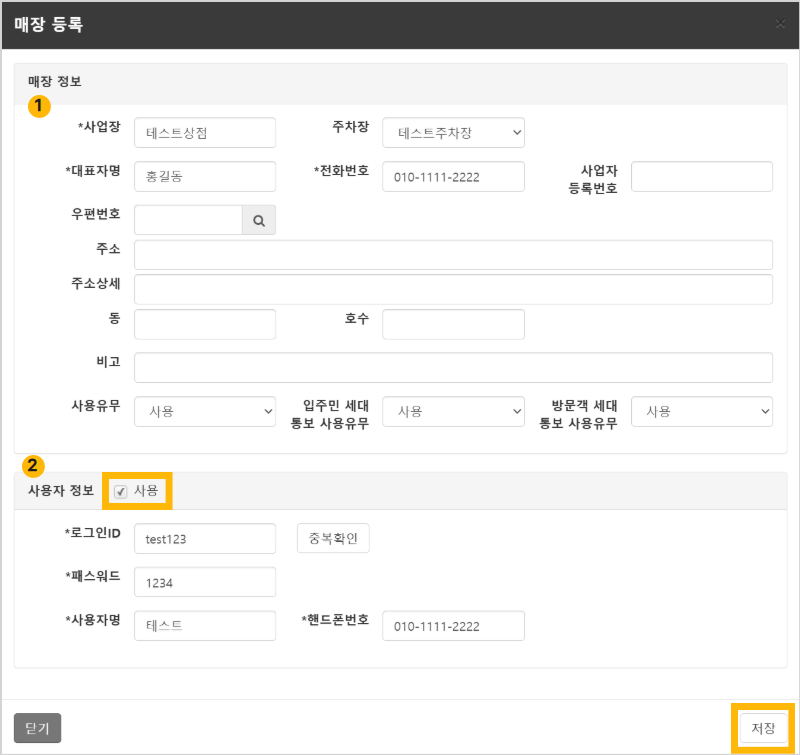 매장 등록
×
매장 정보
1
*사업장 테스트상점 주차장 테스트주차장
*대표자명 홍길동 *전화번호 010-1111-2222 사업자
등록번호
우편번호
주소
주소상세
동 호수
비고
사용유무 사용 입주민 세대 사용 방문객 세대 사용
통보 사용유무 통보 사용유무
2
사용자 정보 사용
*로그인ID test123 중복확인
*패스워드 1234
*사용자명 테스트 *핸드폰번호 010-1111-2222
닫기 저장